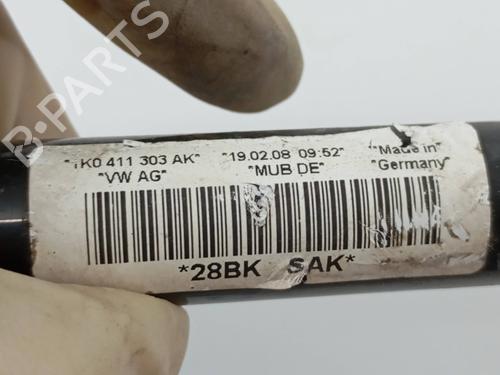 B-PARTS
"1K0 411 303 AK" "19.02.08 09:52" "Made in"
"VW AG" "MUB DE" "Germany"
*28BK SAK*